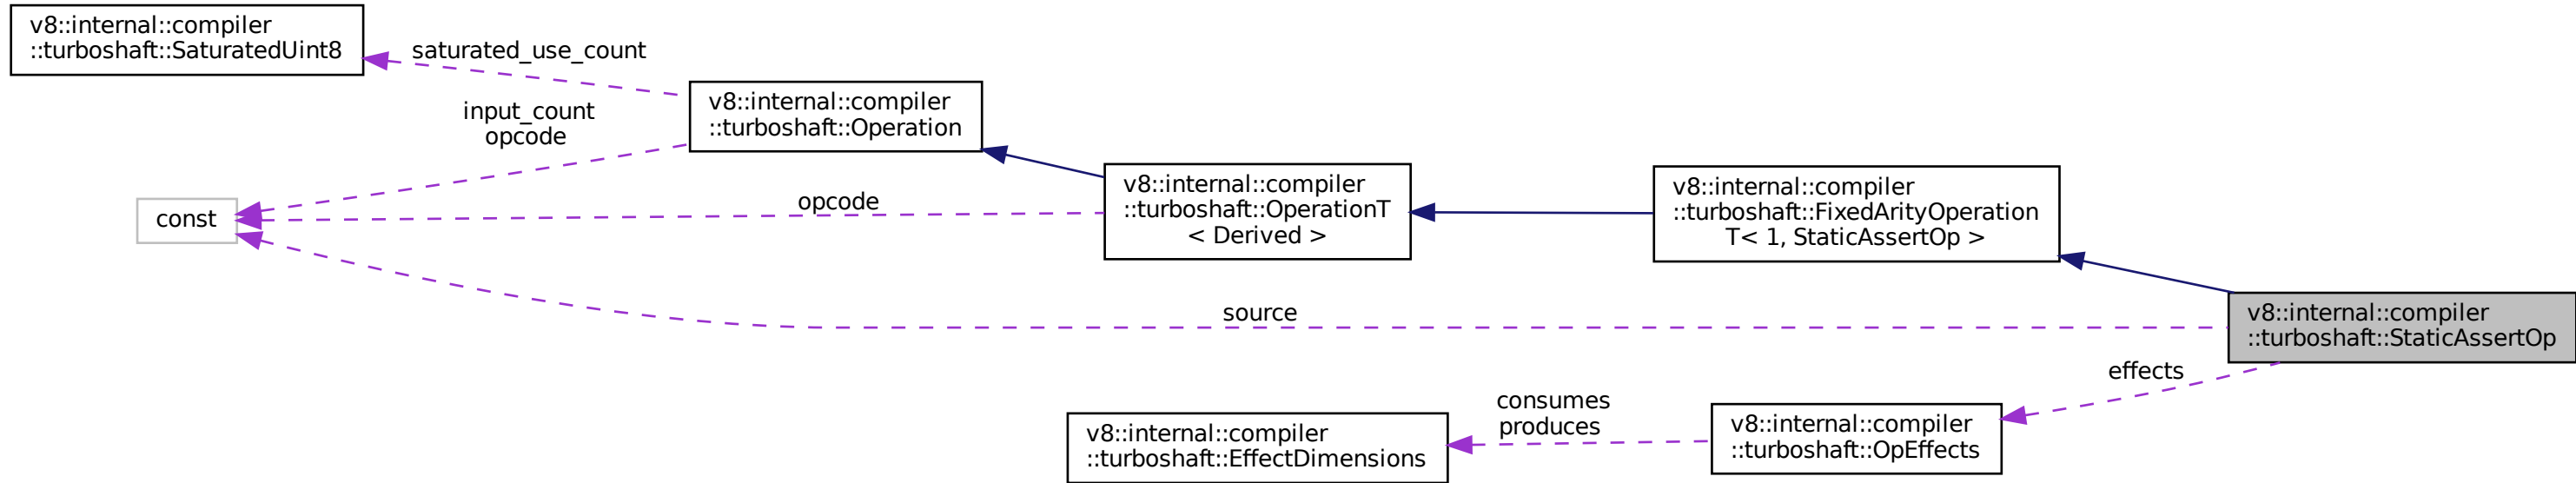 v8::internal::compiler
::turboshaft::SaturatedUint8
saturated_use_count
input_count
opcode
v8::internal::compiler
::turboshaft::Operation
const
opcode
v8::internal::compiler
::turboshaft::OperationT
< Derived >
v8::internal::compiler
::turboshaft::FixedArityOperation
T< 1, StaticAssertOp >
source
v8::internal::compiler
::turboshaft::StaticAssertOp
effects
consumes
produces
v8::internal::compiler
::turboshaft::EffectDimensions
v8::internal::compiler
::turboshaft::OpEffects